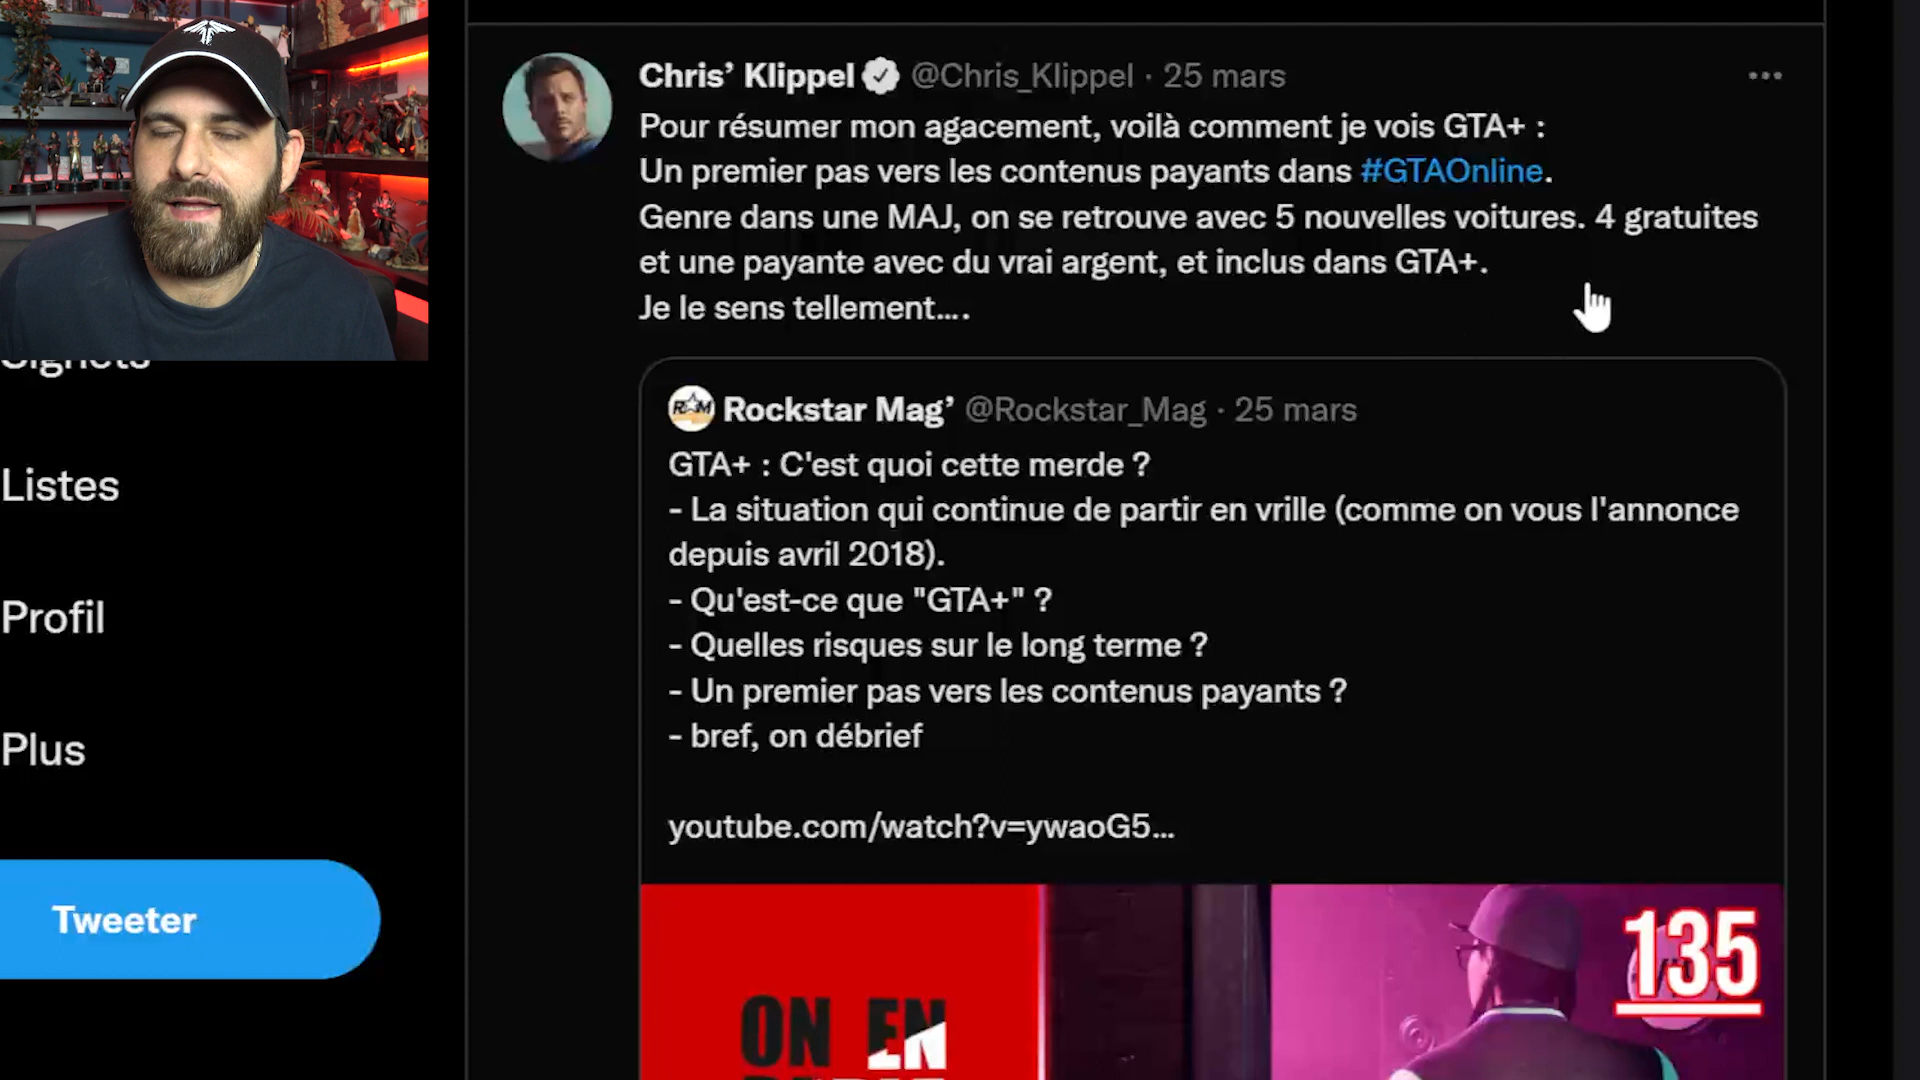 Chris’ Klippel @Chris_Klippel · 25 mars
Pour résumer mon agacement, voilà comment je vois GTA+ :
Un premier pas vers les contenus payants dans #GTAOnline.
Genre dans une MAJ, on se retrouve avec 5 nouvelles voitures. 4 gratuites
et une payante avec du vrai argent, et inclus dans GTA+.
Je le sens tellement....
Signets
Listes
Profil
Plus
Tweeter
RM
Rockstar Mag’ @Rockstar_Mag · 25 mars
GTA+ : C'est quoi cette merde ?
- La situation qui continue de partir en vrille (comme on vous l'annonce
depuis avril 2018).
- Qu'est-ce que "GTA+" ?
- Quelles risques sur le long terme ?
- Un premier pas vers les contenus payants ?
- bref, on débrief
youtube.com/watch?v=ywaoG5...
135
ON EN